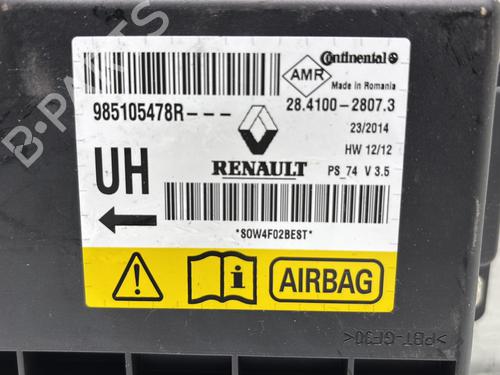 Continental
AMR
Made in Romania
985105478R---
28.4100-2807.3
23/2014
HW 12/12
UH
RENAULT
PS_74 V 3.5
*S0W4F02BEST*
AIRBAG
>PBT-GF30<
B-PARTS